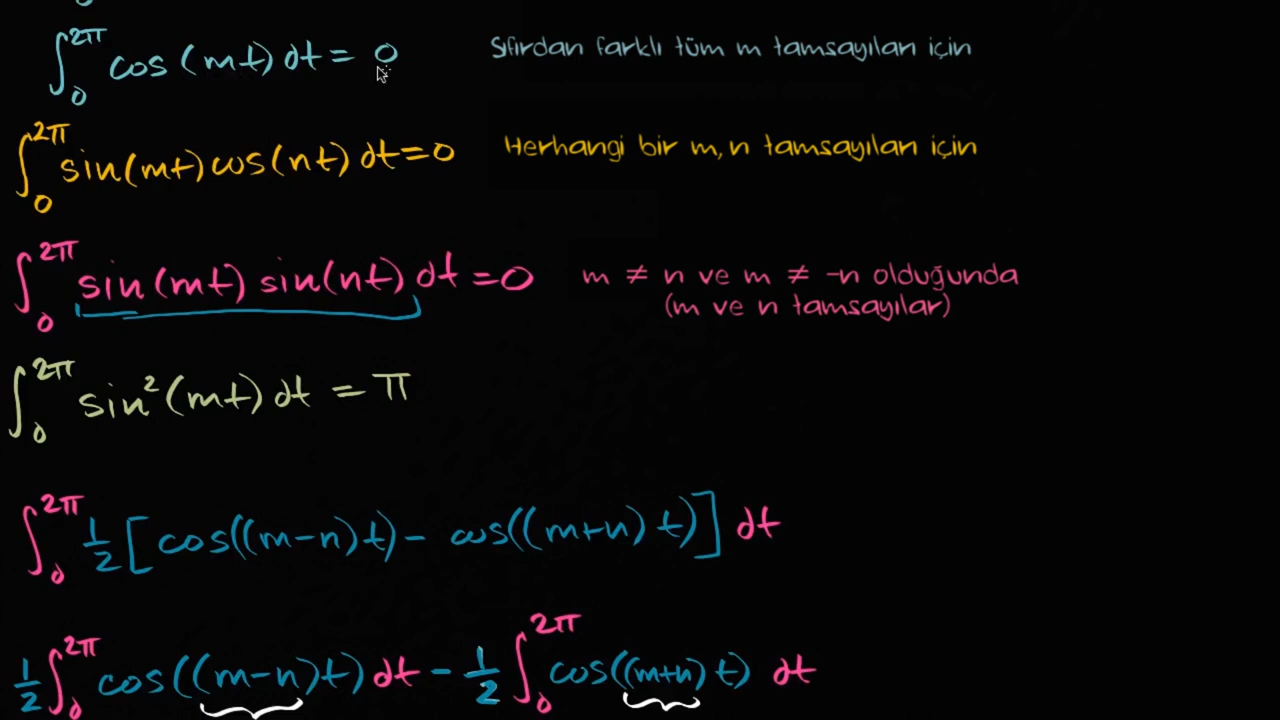 ∫₀^2π cos(mt)dt = 0 Sıfırdan farklı tüm m tamsayıları için
∫₀^2π sin(mt)cos(nt)dt=0 Herhangi bir m, n tamsayıları için
∫₀^2π sin(mt) sin(nt) dt =0 m ≠ n ve m ≠ -n olduğunda
(m ve n tamsayılar)
∫₀^2π sin²(mt)dt = π
∫₀^2π 1/2 [cos((m-n)t)- cos((m+n)t)] dt
1/2 ∫₀^2π cos((m-n)t)dt - 1/2 ∫₀^2π cos((m+n)t) dt